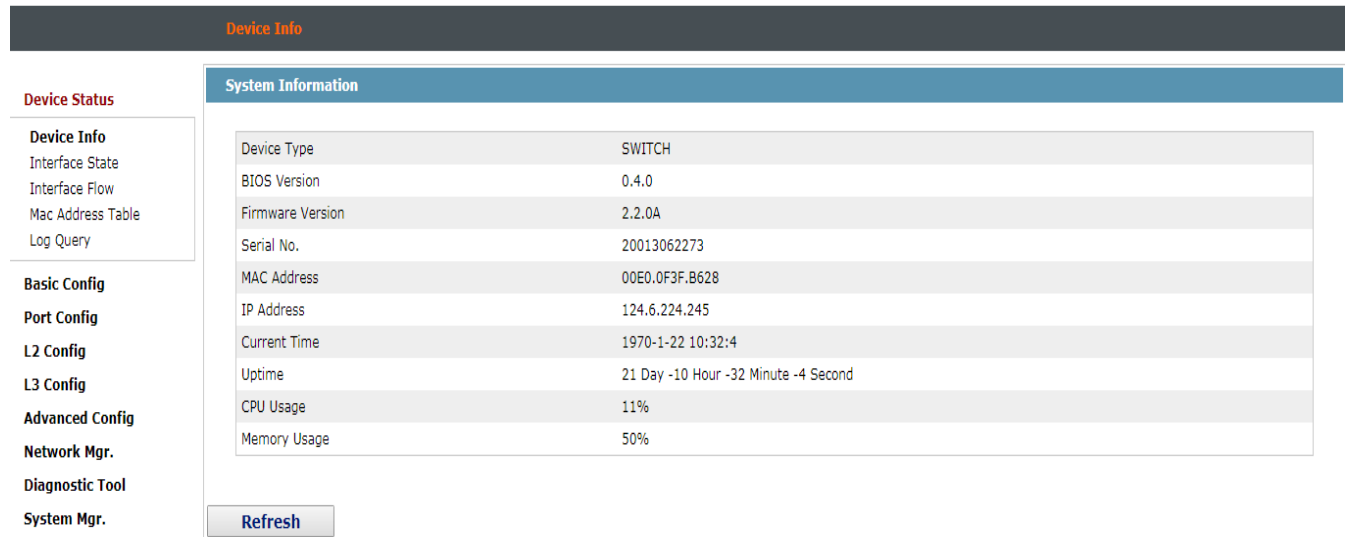 Device Info
Device Status
Device Info
Interface State
Interface Flow
Mac Address Table
Log Query
Basic Config
Port Config
L2 Config
L3 Config
Advanced Config
Network Mgr.
Diagnostic Tool
System Mgr.
System Information
Device Type SWITCH
BIOS Version 0.4.0
Firmware Version 2.2.0A
Serial No. 20013062273
MAC Address 00E0.0F3F.B628
IP Address 124.6.224.245
Current Time 1970-1-22 10:32:4
Uptime 21 Day -10 Hour -32 Minute -4 Second
CPU Usage 11%
Memory Usage 50%
Refresh